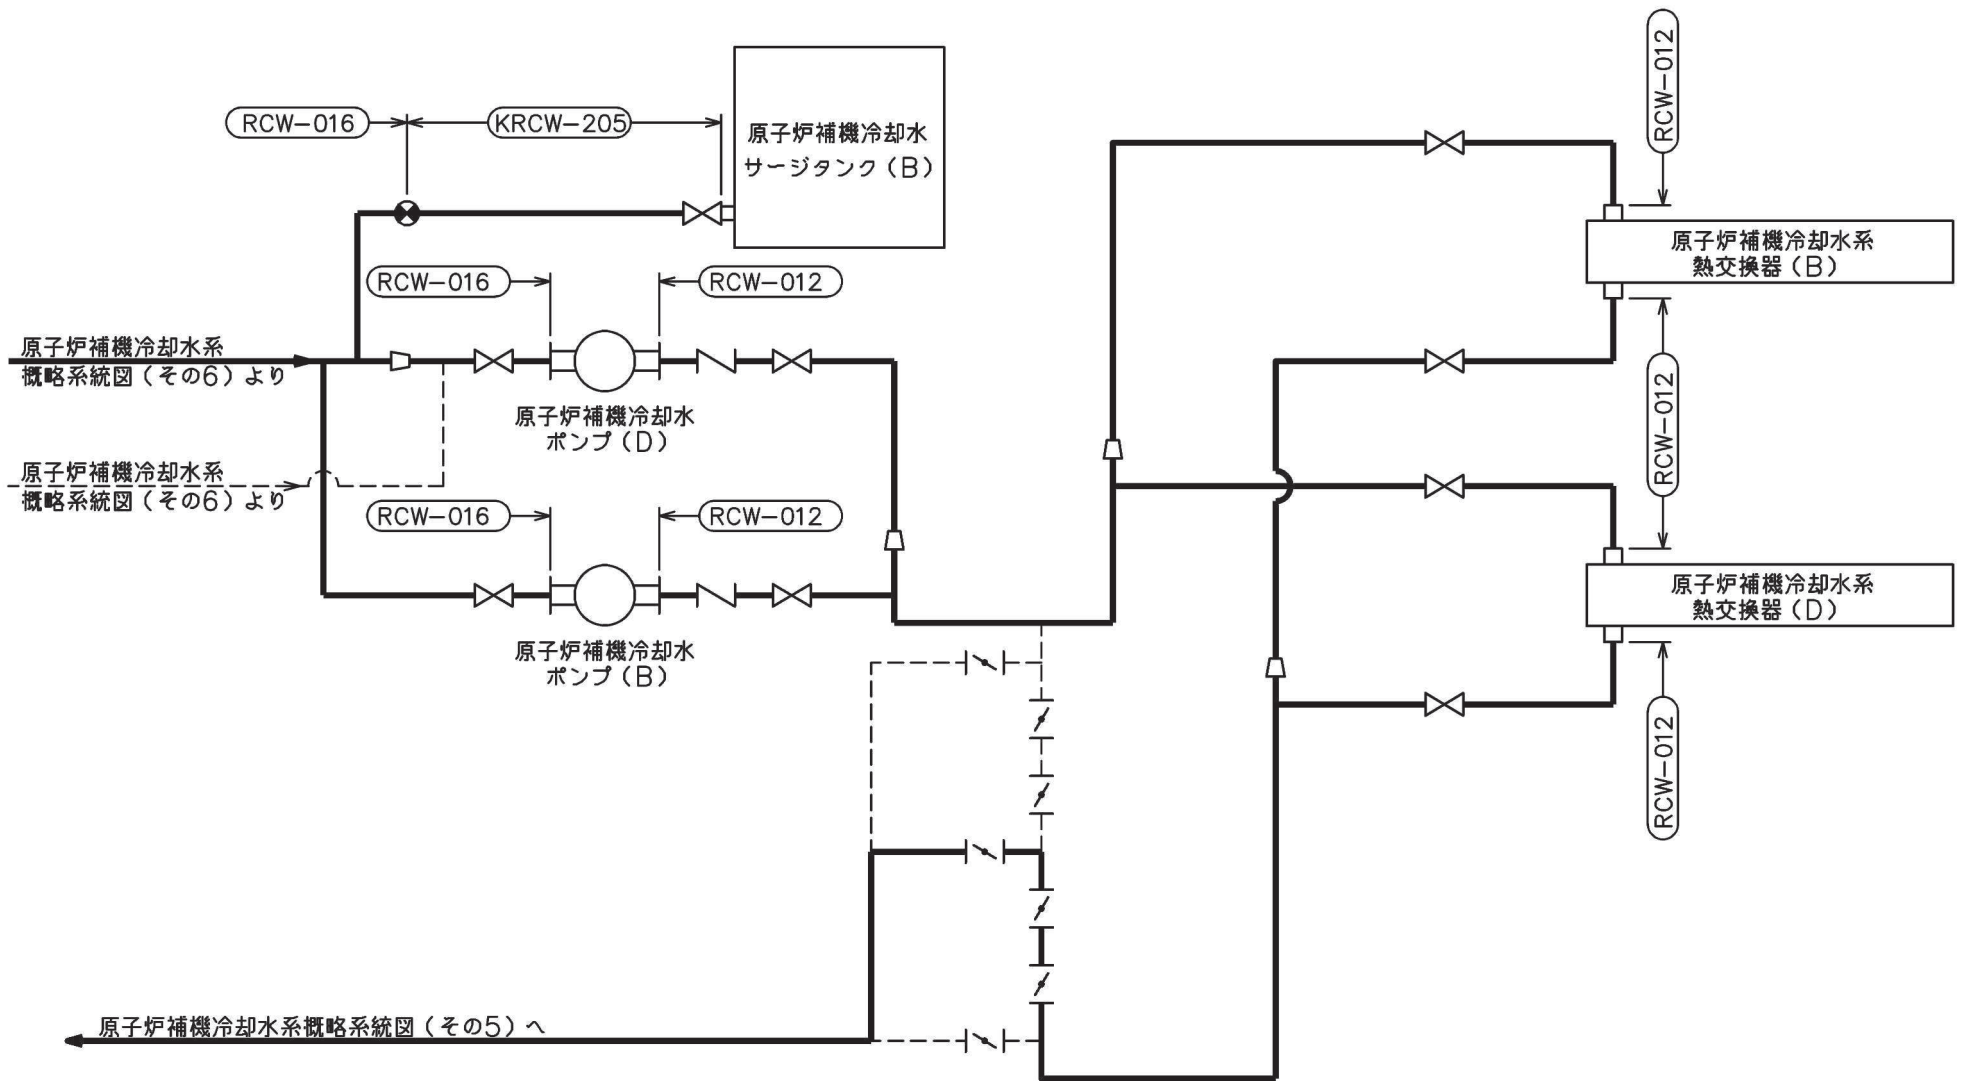 RCW-012
RCW-016
KRCW-205
原子炉補機冷却水
サージタンク(B)
原子炉補機冷却水系
熱交換器(B)
RCW-016
RCW-012
原子炉補機冷却水系
概略系統図(その6)より
原子炉補機冷却水
ポンプ(D)
RCW-012
原子炉補機冷却水系
概略系統図(その6)より
RCW-016
RCW-012
原子炉補機冷却水系
熱交換器(D)
原子炉補機冷却水
ポンプ(B)
RCW-012
原子炉補機冷却水系概略系統図(その5)へ